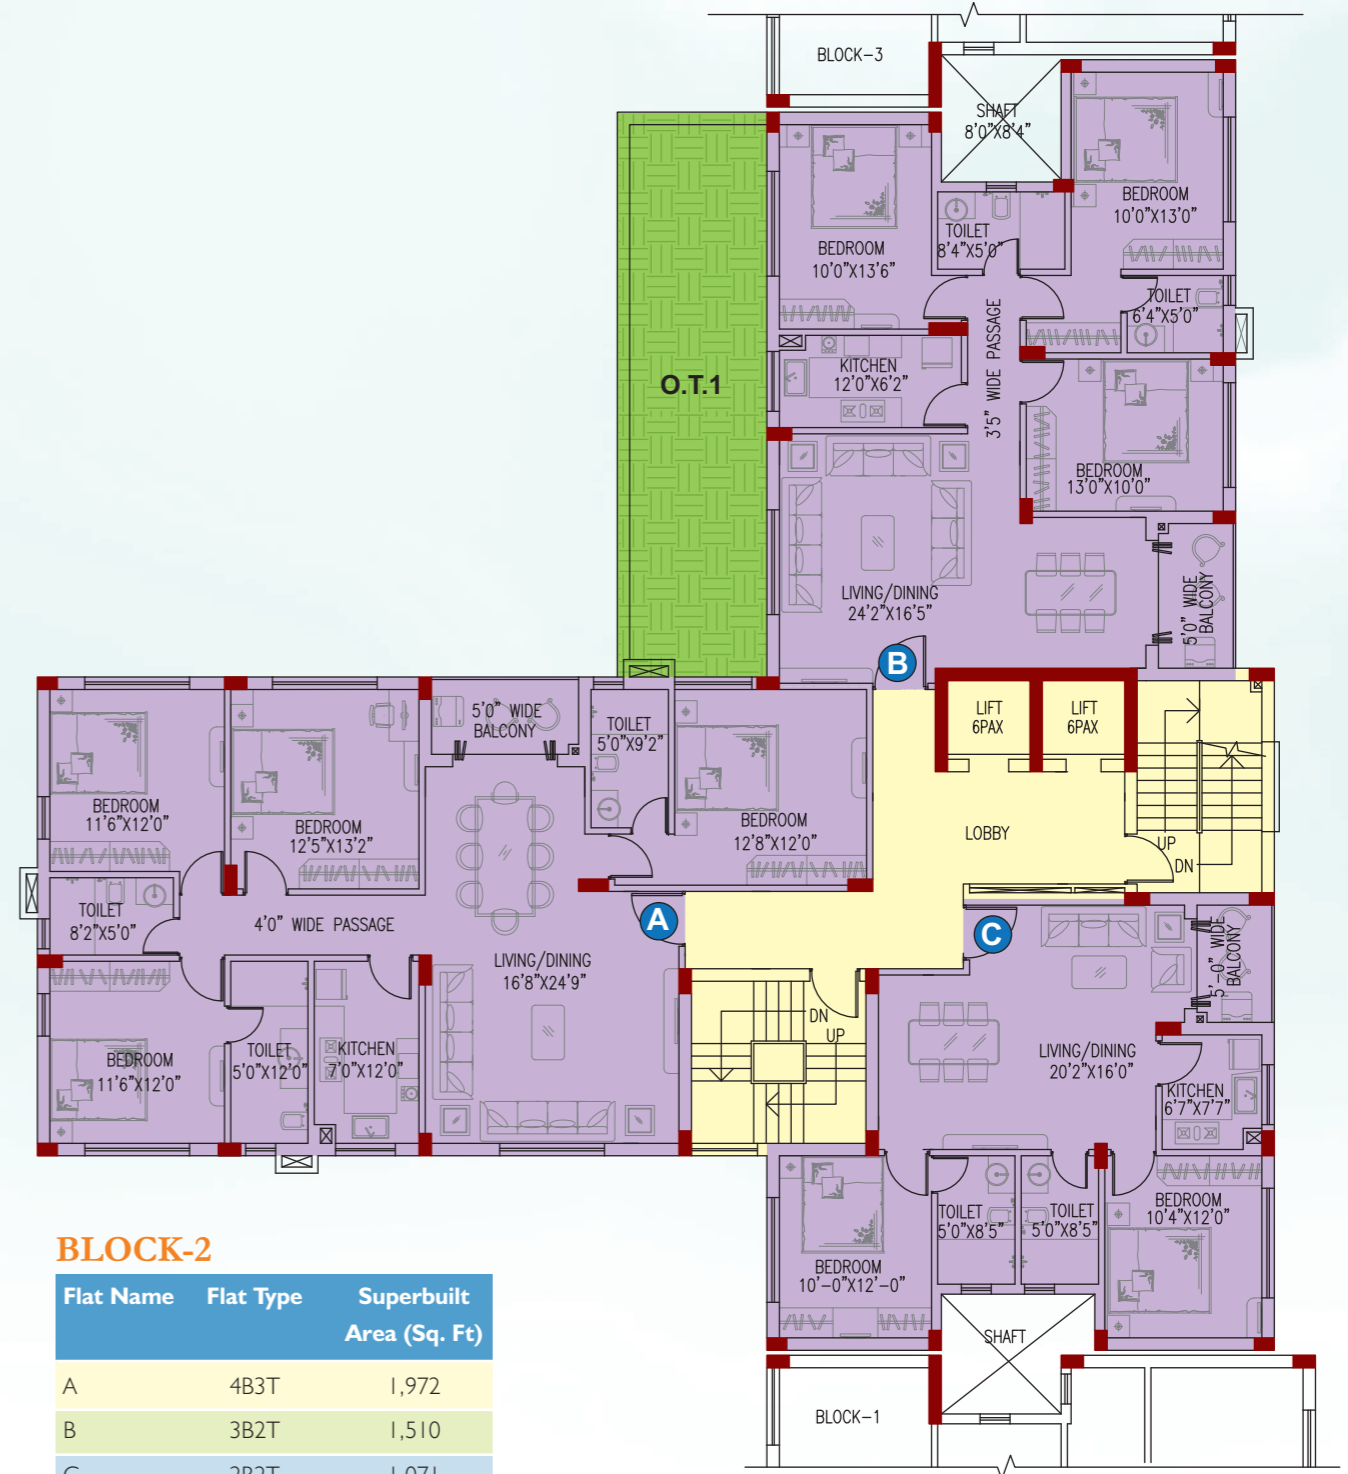 BLOCK-3
SHAFT
8'0"X8'4"
BEDROOM
10'0"X13'0"
BEDROOM
10'0"X13'6"
TOILET
8'4"X5'0"
TOILET
6'4"X5'0"
3'5" WIDE PASSAGE
KITCHEN
12'0"X6'2"
O.T.1
BEDROOM
13'0"X10'0"
LIVING/DINING
24'2"X16'5"
5'0" WIDE
BALCONY
B
LIFT
6PAX
LIFT
6PAX
5'0" WIDE
BALCONY
TOILET
5'0"X9'2"
BEDROOM
11'6"X12'0"
BEDROOM
12'5"X13'2"
BEDROOM
12'8"X12'0"
LOBBY
UP
DN
TOILET
8'2"X5'0"
4'0" WIDE PASSAGE
A
C
LIVING/DINING
16'8"X24'9"
5'-0" WIDE
BALCONY
DN
UP
BEDROOM
11'6"X12'0"
TOILET
5'0"X12'0"
KITCHEN
7'0"X12'0"
LIVING/DINING
20'2"X16'0"
KITCHEN
6'7"X7'7"
BEDROOM
10'-0"X12'-0"
TOILET
5'0"X8'5"
TOILET
5'0"X8'5"
BEDROOM
10'4"X12'0"
SHAFT
BLOCK-1
BLOCK-2
Flat Name Flat Type Superbuilt
Area (Sq. Ft)
A 4B3T 1,972
B 3B2T 1,510
C 2B2T 1,071